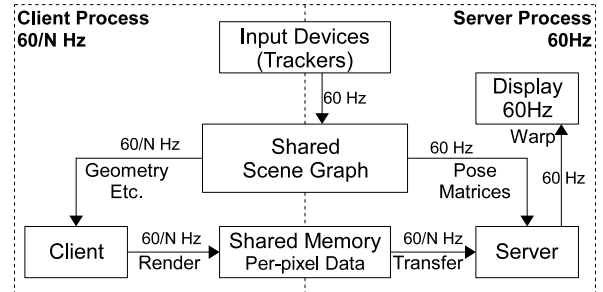 Client Process
60/N Hz
Server Process
60Hz
Input Devices
(Trackers)
60 Hz
Display
60Hz
Shared
Scene Graph
60/N Hz
Geometry
Etc.
60 Hz
Pose
Matrices
Warp
60 Hz
Client
60/N Hz
Render
Shared Memory
Per-pixel Data
60/N Hz
Transfer
Server